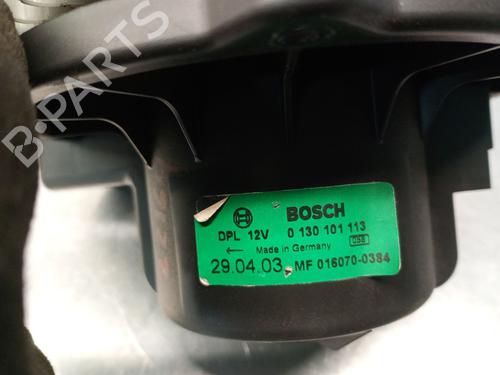 B-PARTS
BOSCH
DPL 12V 0 130 101 113
Made in Germany
29.04.03 MF 016070-0384